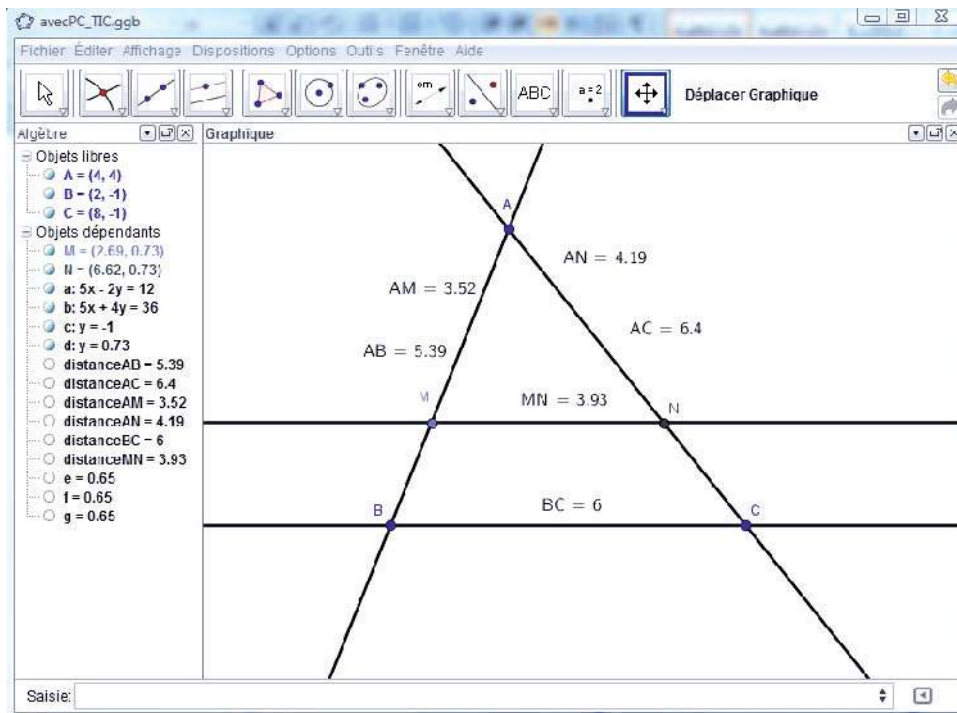 avecPC_TIC.ggb
Fichier Éditer Affichage Dispositions Options Outils Fenêtre Aide
ABC a = 2 Déplacer Graphique
Algèbre
Graphique
Objets libres
A = (4, 4)
B = (2, -1)
C = (8, -1)
Objets dépendants
M = (2.69, 0.73)
N = (6.62, 0.73)
a: 5x - 2y = 12
b: 5x + 4y = 36
c: y = -1
d: y = 0.73
distanceAB = 5.39
distanceAC = 6.4
distanceAM = 3.52
distanceAN = 4.19
distanceBC = 6
distanceMN = 3.93
e = 0.65
f = 0.65
g = 0.65
A
AN = 4.19
AM = 3.52
AC = 6.4
AB = 5.39
M
MN = 3.93
N
B
BC = 6
C
Saisie: